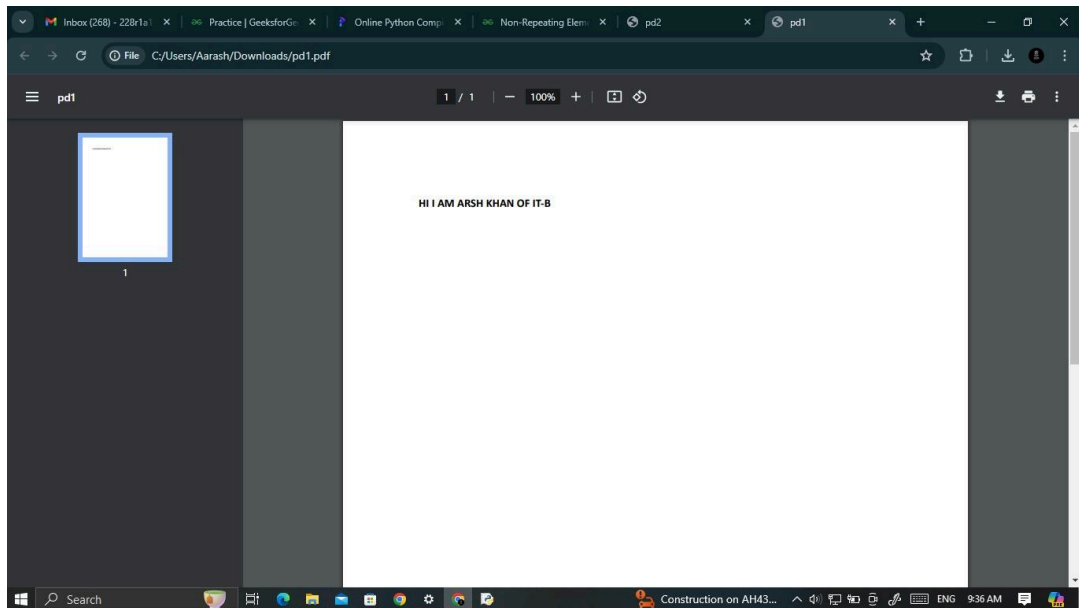 Inbox (268) - 228r1a1
Practice | GeeksforGe
Online Python Comp
Non-Repeating Elem
pd2
pd1
File C:/Users/Aarash/Downloads/pd1.pdf
pd1
1 / 1
100%
1
HI I AM ARSH KHAN OF IT-B
Search
Construction on AH43...
ENG
9:36 AM